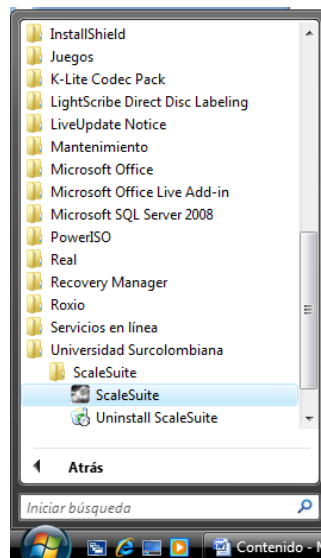 InstallShield
Juegos
K-Lite Codec Pack
LightScribe Direct Disc Labeling
LiveUpdate Notice
Mantenimiento
Microsoft Office
Microsoft Office Live Add-in
Microsoft SQL Server 2008
PowerISO
Real
Recovery Manager
Roxio
Servicios en línea
Universidad Surcolombiana
ScaleSuite
ScaleSuite
Uninstall ScaleSuite
Atrás
Iniciar búsqueda
Contenido -